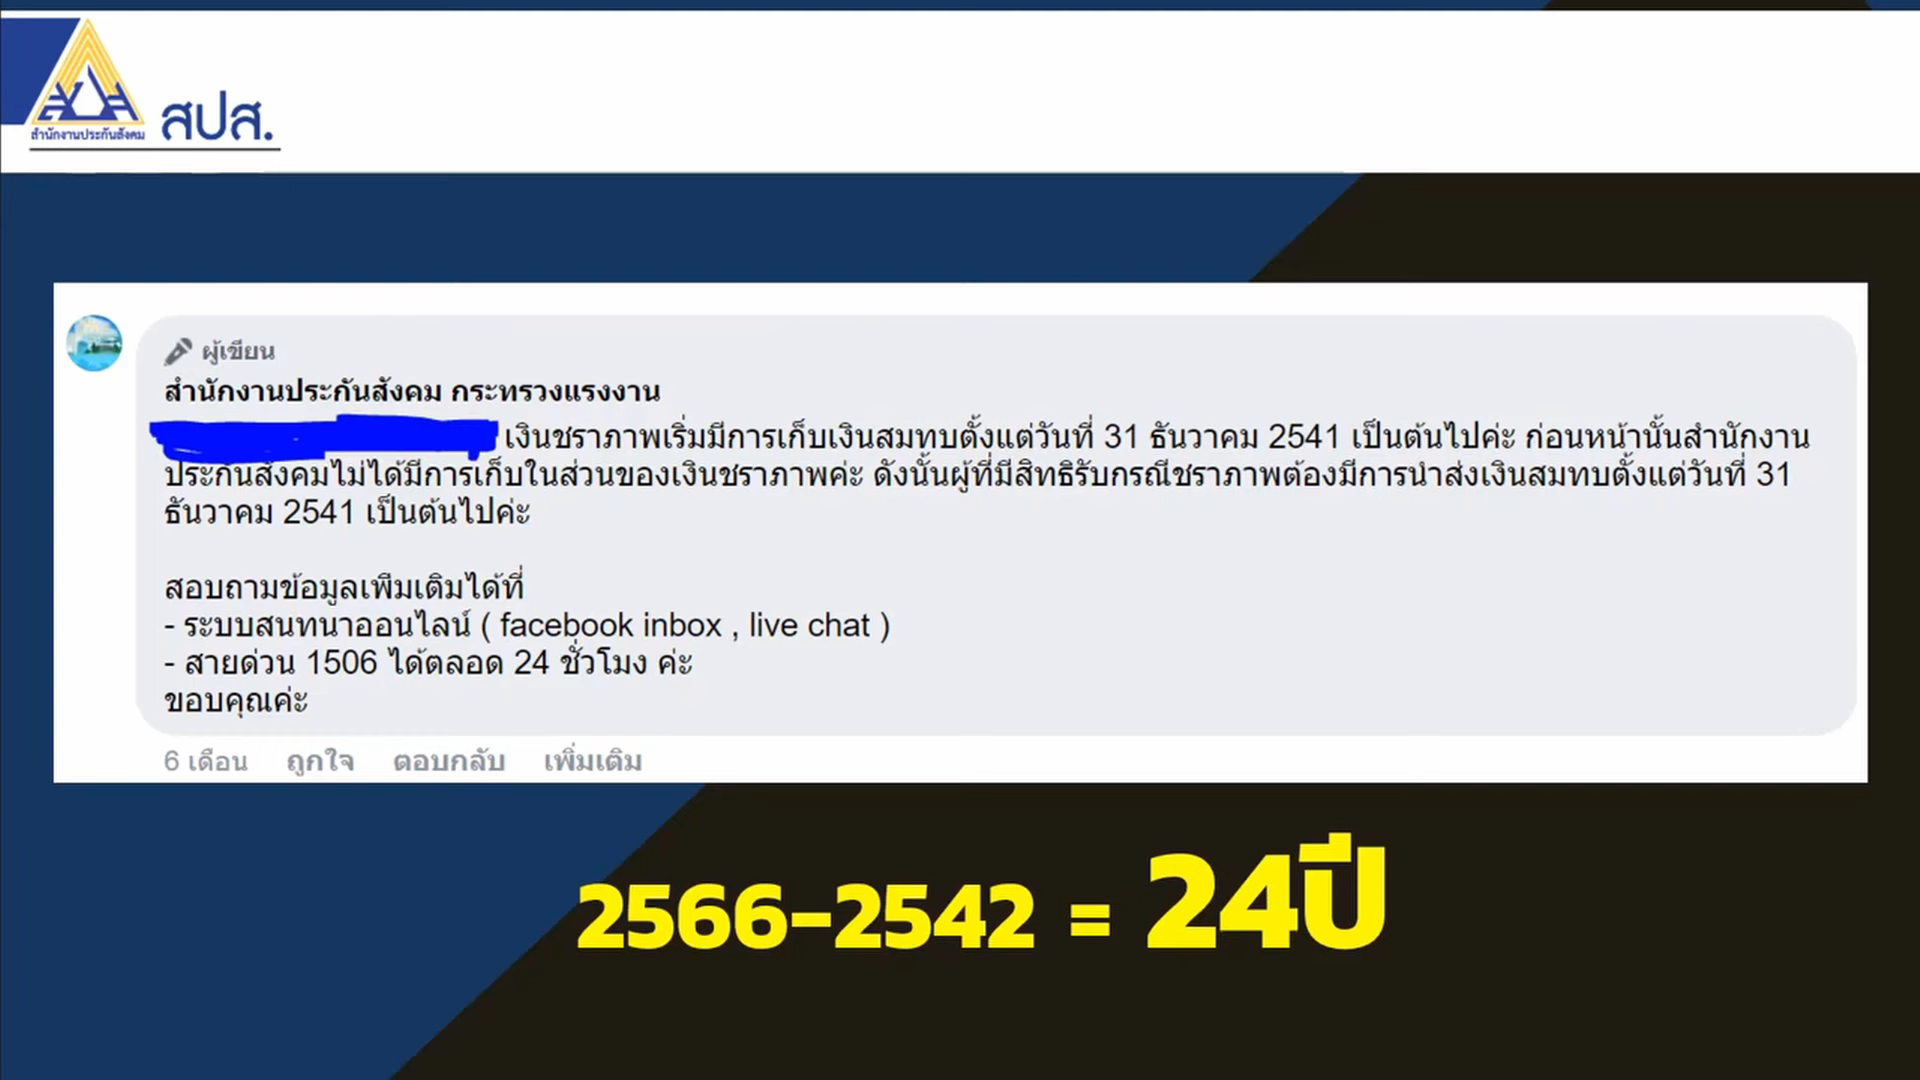 สปส
สำนักงานประกันสังคม
สปส.
ผู้เขียน
สำนักงานประกันสังคม กระทรวงแรงงาน
เงินชราภาพเริ่มมีการเก็บเงินสมทบตั้งแต่วันที่ 31 ธันวาคม 2541 เป็นต้นไปค่ะ ก่อนหน้านั้นสำนักงาน
ประกันสังคมไม่ได้มีการเก็บในส่วนของเงินชราภาพค่ะ ดังนั้นผู้ที่มีสิทธิรับกรณีชราภาพต้องมีการนำส่งเงินสมทบตั้งแต่วันที่ 31
ธันวาคม 2541 เป็นต้นไปค่ะ
สอบถามข้อมูลเพิ่มเติมได้ที่
- ระบบสนทนาออนไลน์ ( facebook inbox , live chat )
- สายด่วน 1506 ได้ตลอด 24 ชั่วโมง ค่ะ
ขอบคุณค่ะ
6 เดือน ถูกใจ ตอบกลับ เพิ่มเติม
2566-2542 = 24ปี